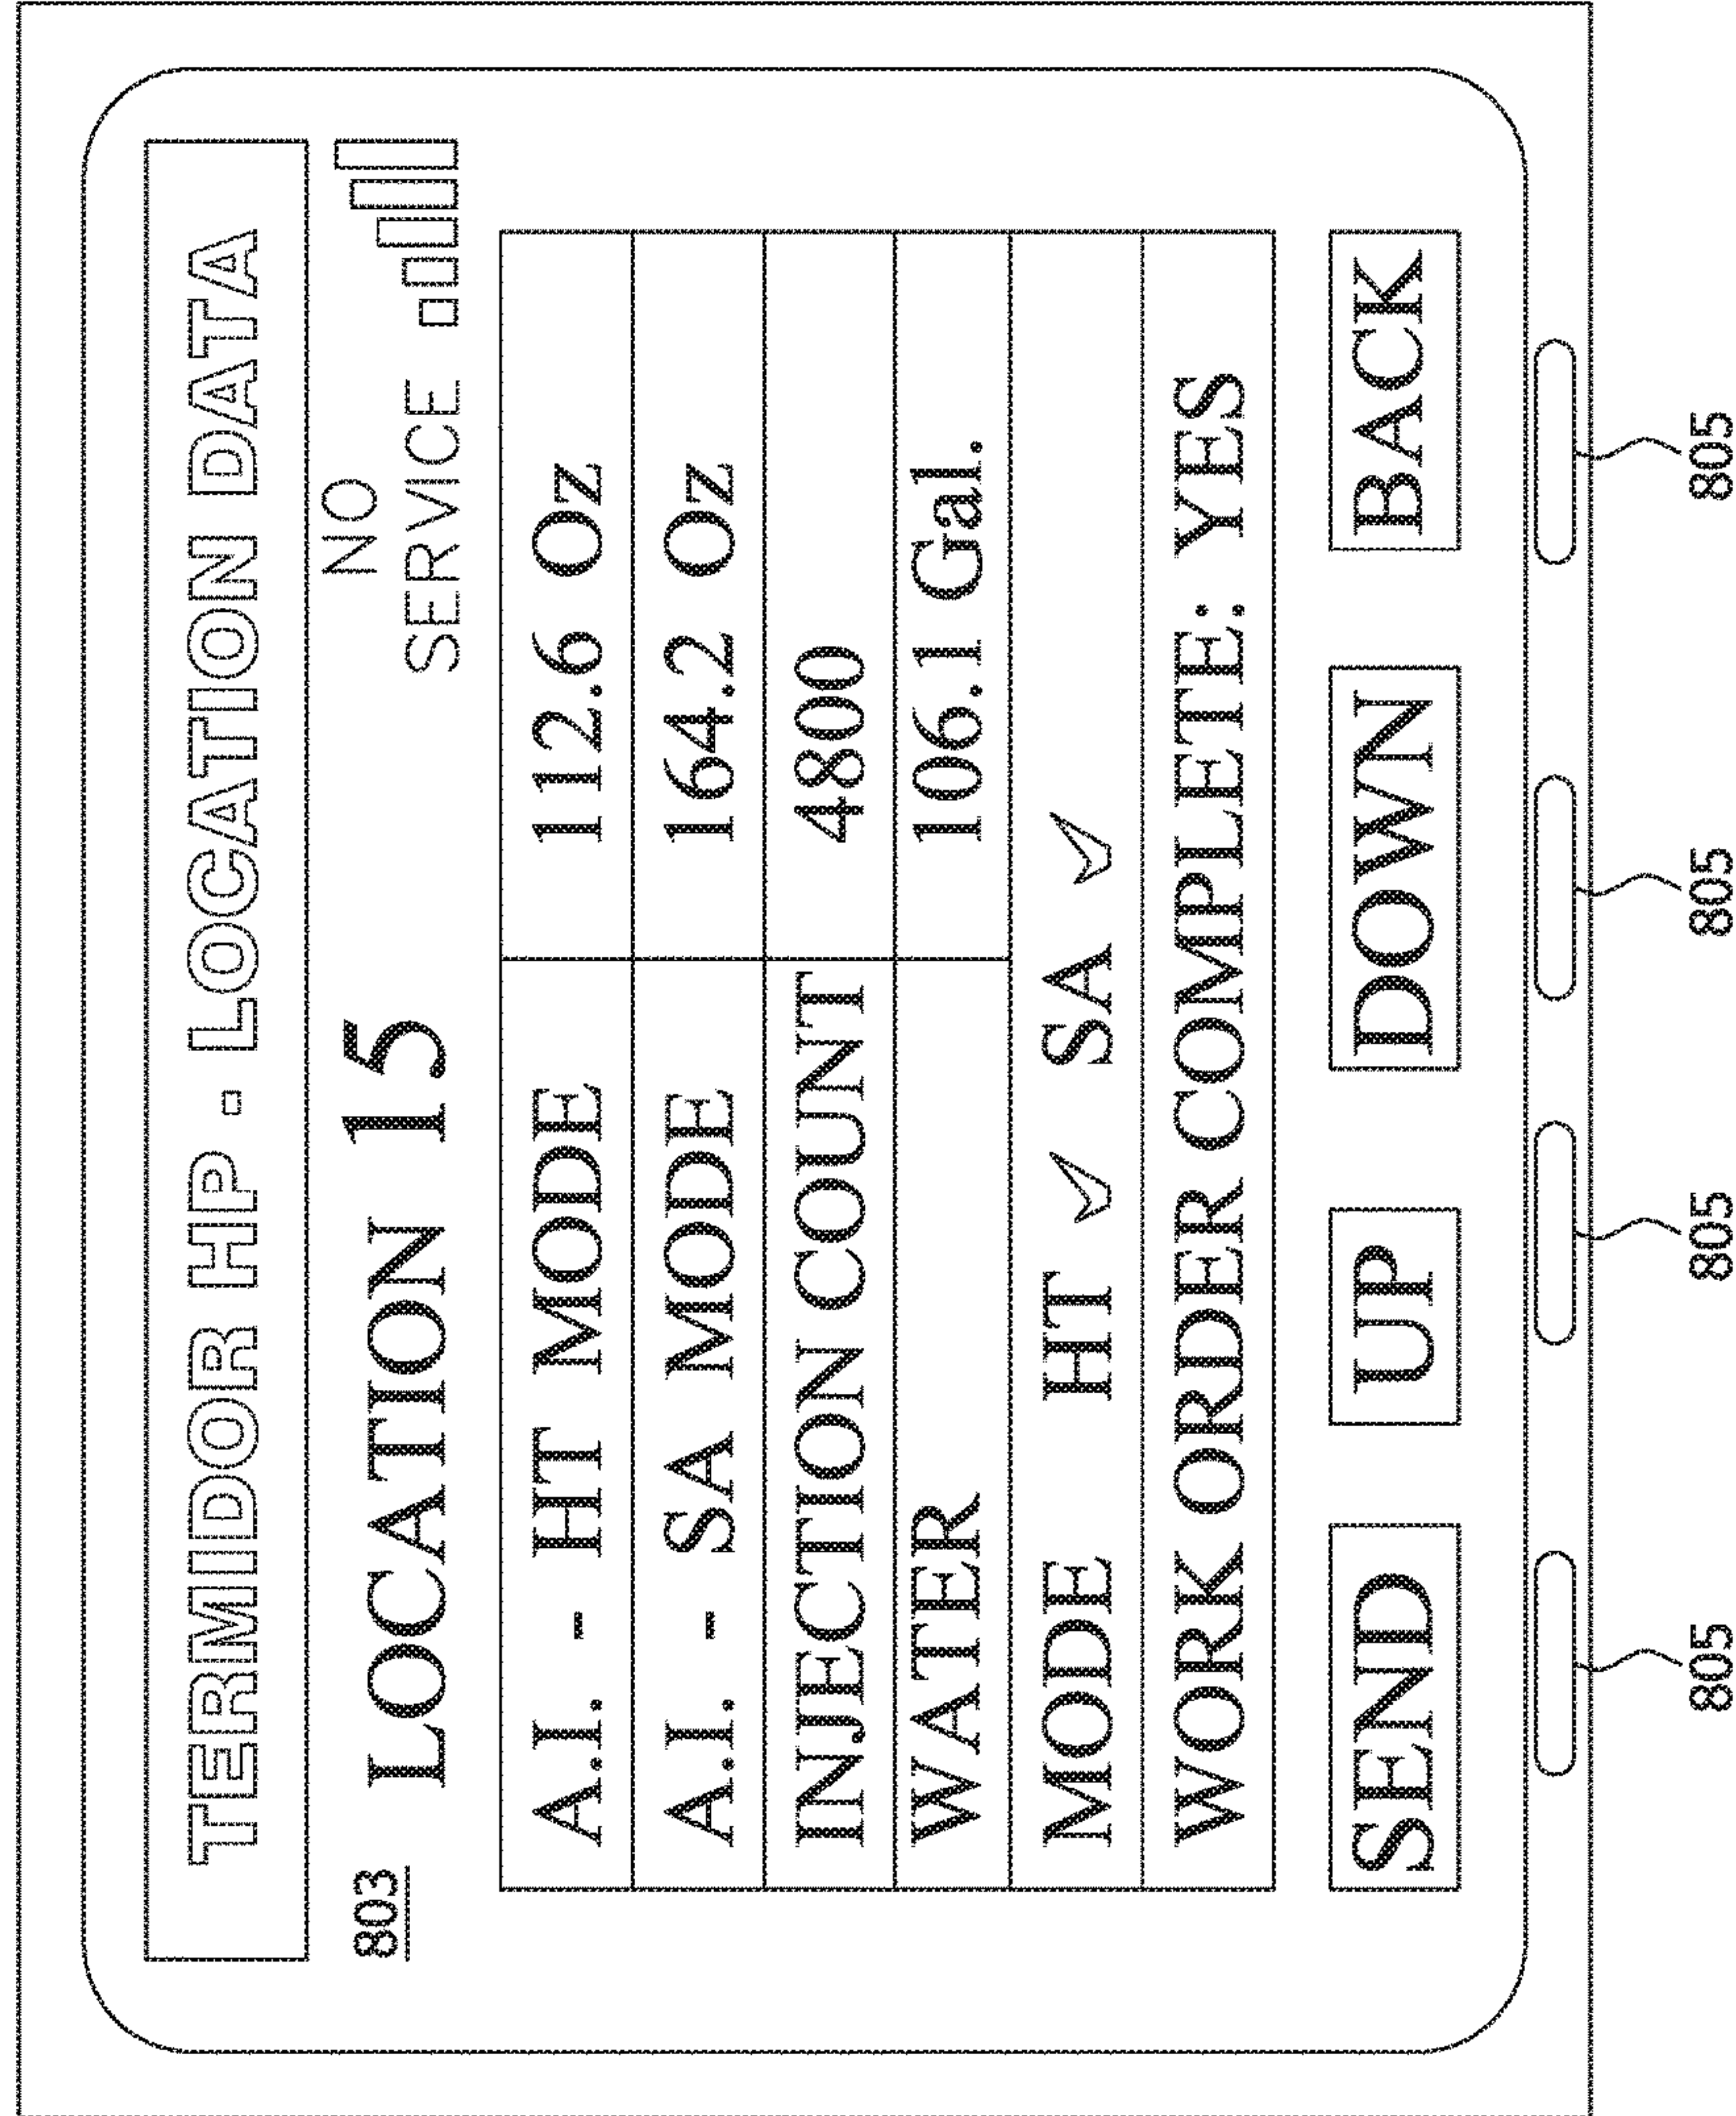 TERMIDOR HP - LOCATION DATA
803
LOCATION 15
NO
SERVICE
A.I. - HT MODE 112.6 Oz
A.I. - SA MODE 164.2 Oz
INJECTION COUNT 4800
WATER 106.1 Gal.
MODE HT ✓ SA ✓
WORK ORDER COMPLETE: YES
SEND UP DOWN BACK
805 805 805 805